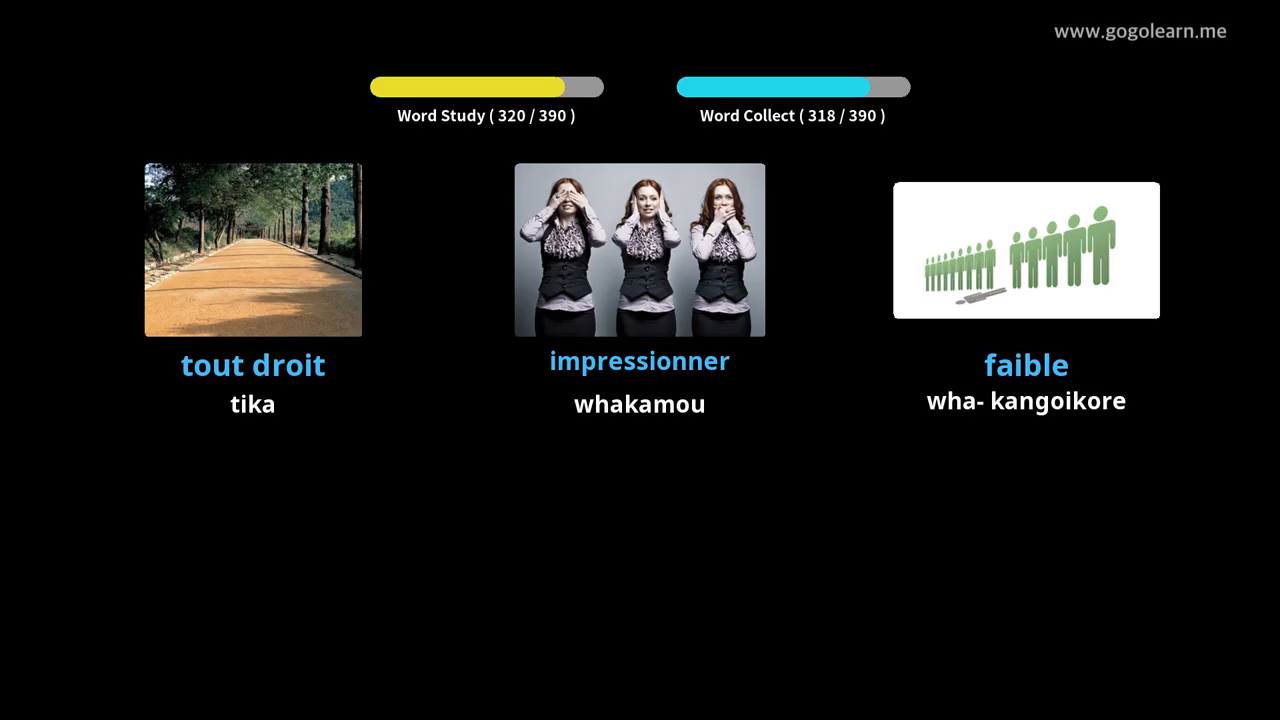 www.gogolearn.me
Word Study ( 320 / 390 )
Word Collect ( 318 / 390 )
tout droit
tika
impressionner
whakamou
faible
wha- kangoikore